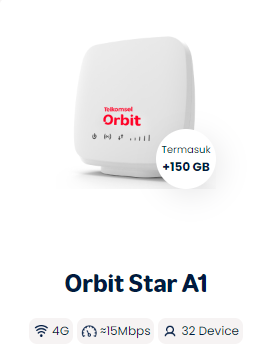 Telkomsel
Orbit
Termasuk
+150 GB
Orbit Star A1
4G
≈15Mbps
32 Device